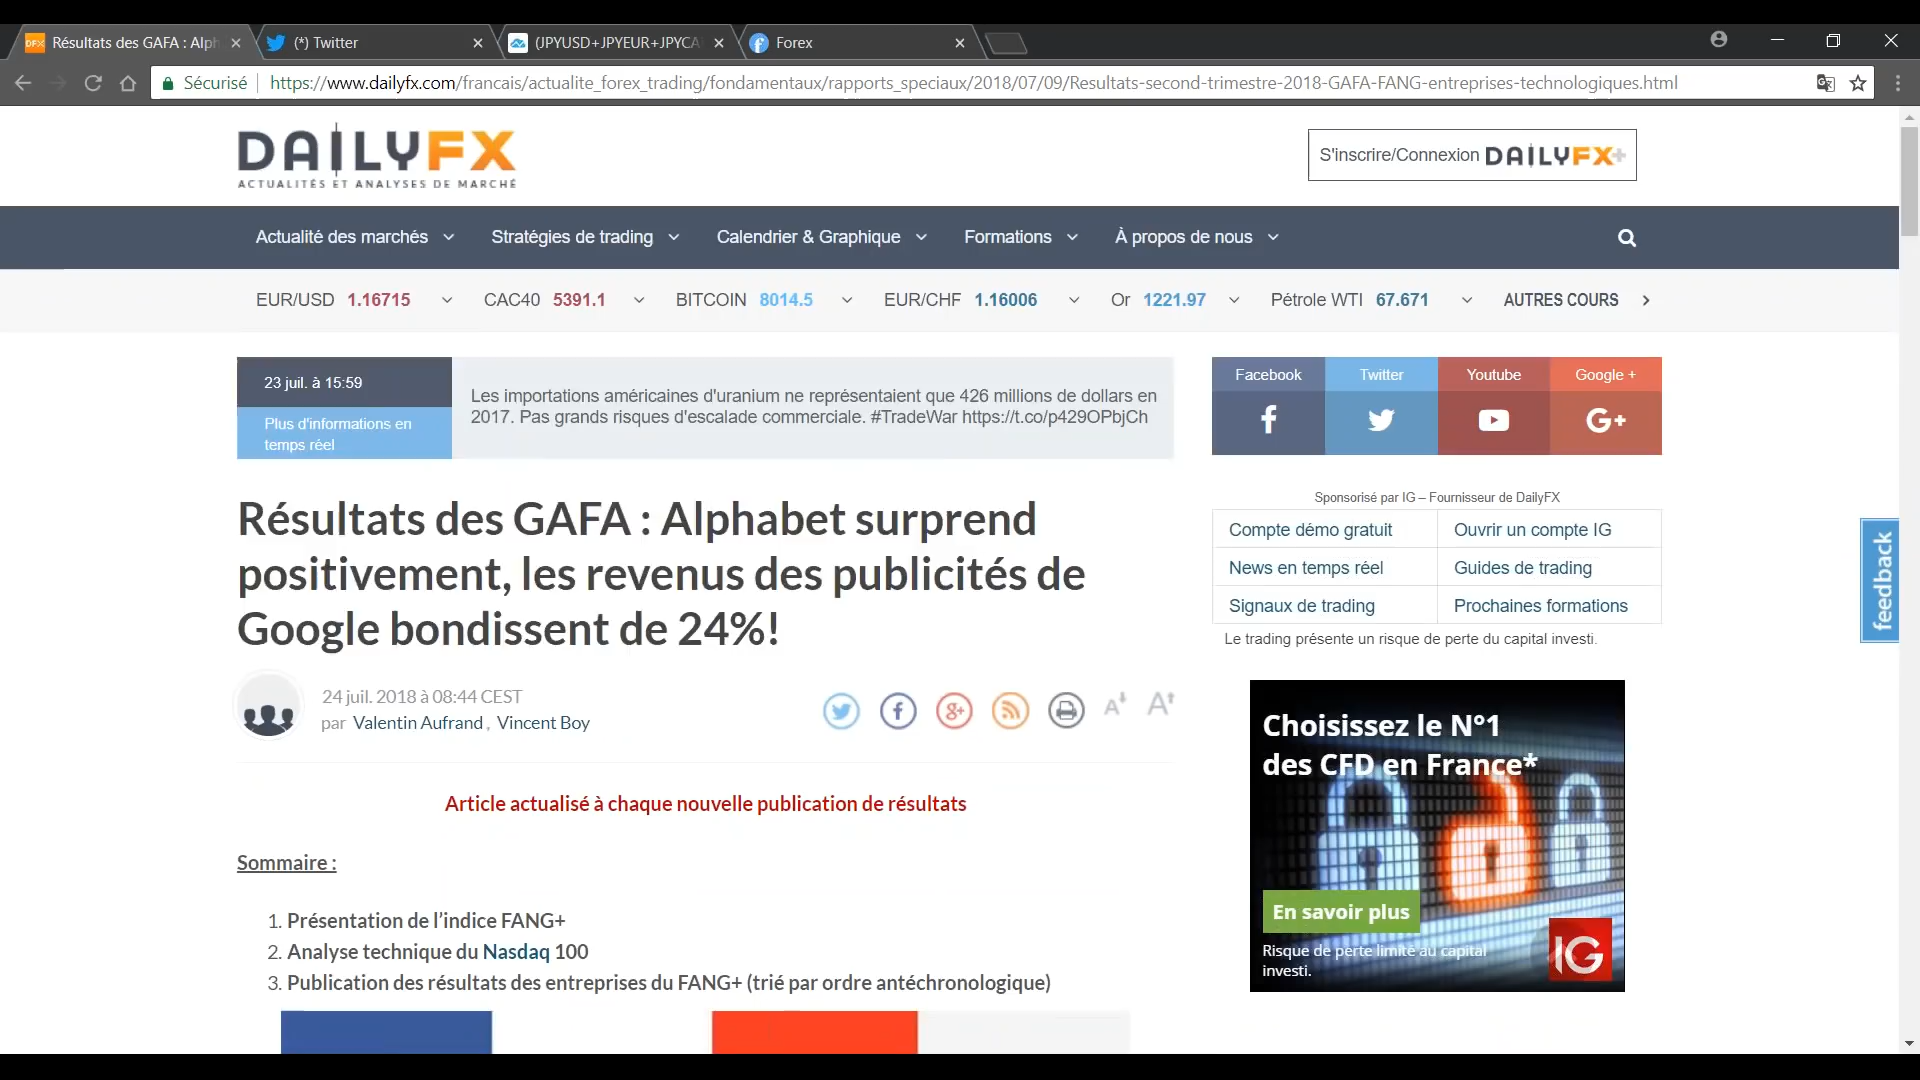 Résultats des GAFA : Alph
(*) Twitter
(JPYUSD+JPYEUR+JPYCA
Forex
Sécurisé
https://www.dailyfx.com/francais/actualite_forex_trading/fondamentaux/rapports_speciaux/2018/07/09/Resultats-second-trimestre-2018-GAFA-FANG-entreprises-technologiques.html
DAILYFX
ACTUALITÉS ET ANALYSES DE MARCHÉ
S'inscrire/Connexion DAILYFX+
Actualité des marchés
Stratégies de trading
Calendrier & Graphique
Formations
À propos de nous
EUR/USD 1.16715
CAC40 5391.1
BITCOIN 8014.5
EUR/CHF 1.16006
Or 1221.97
Pétrole WTI 67.671
AUTRES COURS
23 juil. à 15:59
Plus d'informations en
temps réel
Les importations américaines d'uranium ne représentaient que 426 millions de dollars en
2017. Pas grands risques d'escalade commerciale. #TradeWar https://t.co/p429OPbjCh
Facebook
Twitter
Youtube
Google +
Résultats des GAFA : Alphabet surprend
positivement, les revenus des publicités de
Google bondissent de 24%!
24 juil. 2018 à 08:44 CEST
par Valentin Aufrand , Vincent Boy
Article actualisé à chaque nouvelle publication de résultats
Sommaire :
1. Présentation de l’indice FANG+
2. Analyse technique du Nasdaq 100
3. Publication des résultats des entreprises du FANG+ (trié par ordre antéchronologique)
Sponsorisé par IG – Fournisseur de DailyFX
Compte démo gratuit
Ouvrir un compte IG
News en temps réel
Guides de trading
Signaux de trading
Prochaines formations
Le trading présente un risque de perte du capital investi.
Choisissez le N°1
des CFD en France*
En savoir plus
Risque de perte limité au capital
investi.
IG
feedback